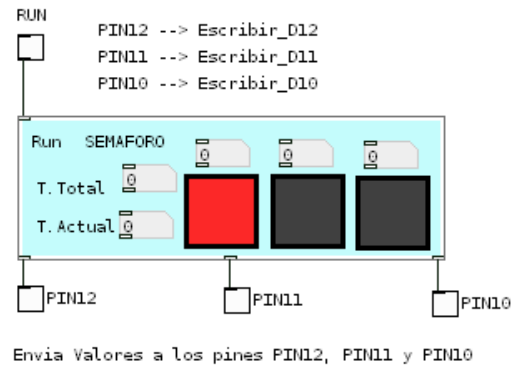 RUN
PIN12 --> Escribir_D12
PIN11 --> Escribir_D11
PIN10 --> Escribir_D10
Run SEMAFORO
0 0 0
T.Total 0
T.Actual 0
PIN12 PIN11 PIN10
Envia Valores a los pines PIN12, PIN11 y PIN10